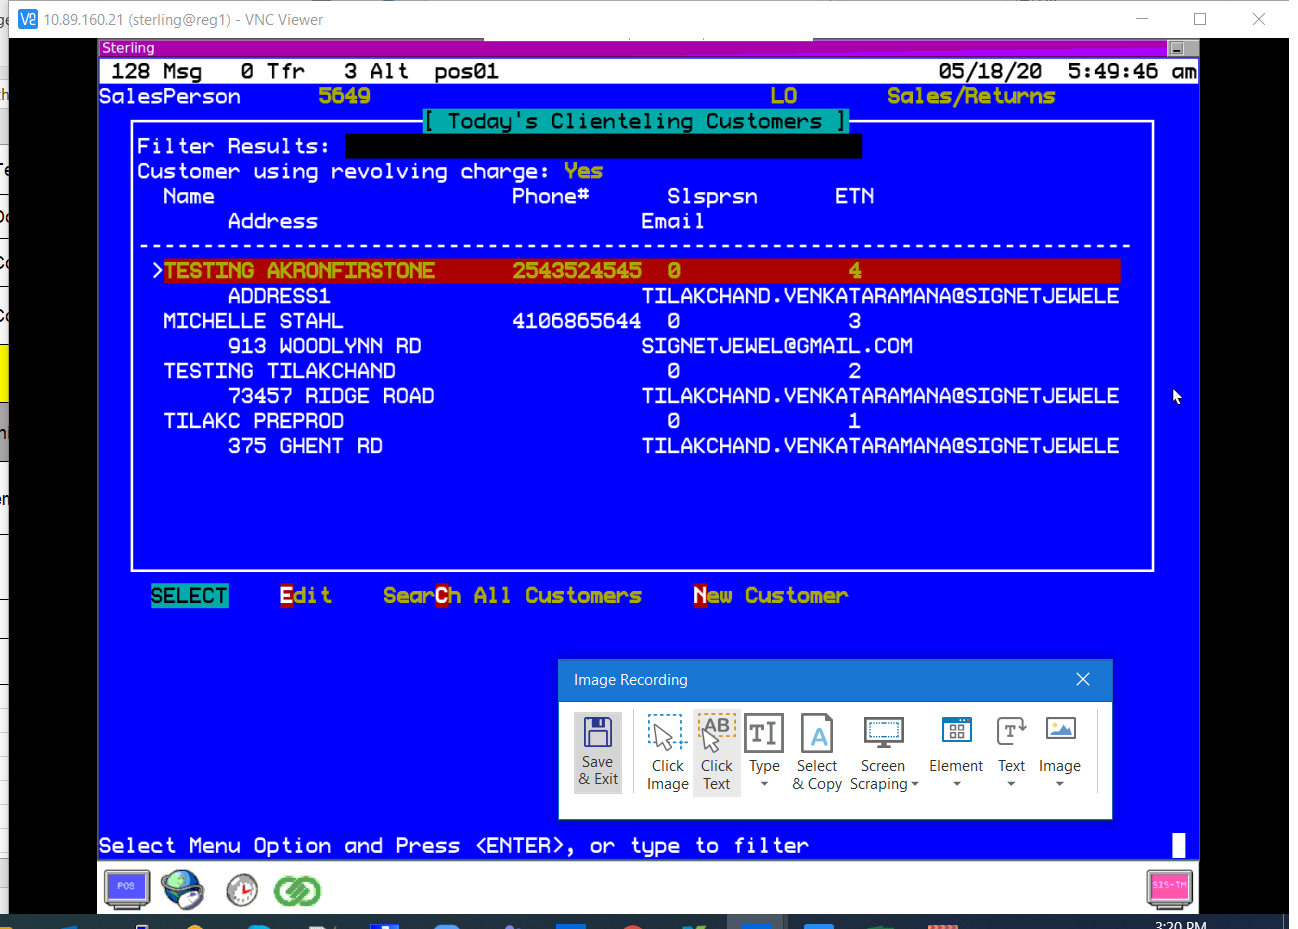 10.89.160.21 (sterling@reg1) - VNC Viewer
Sterling
128 Msg 0 Tfr 3 Alt pos01 05/18/20 5:49:46 am
SalesPerson 5649 LO Sales/Returns
[ Today's Clienteling Customers ]
Filter Results:
Customer using revolving charge: Yes
Name Phone# Slsprsn ETN
Address Email
-----------------------------------------------------------------------------
>TESTING AKRONFIRSTONE 2543524545 0 4
ADDRESS1 TILAKCHAND.VENKATARAMANA@SIGNETJEWELE
MICHELLE STAHL 4106865644 0 3
913 WOODLYNN RD SIGNETJEWEL@GMAIL.COM
TESTING TILAKCHAND 0 2
73457 RIDGE ROAD TILAKCHAND.VENKATARAMANA@SIGNETJEWELE
TILAKC PREPROD 0 1
375 GHENT RD TILAKCHAND.VENKATARAMANA@SIGNETJEWELE
SELECT Edit SearCh All Customers New Customer
Image Recording
Save & Exit
Click Image
AB
Click Text
TI
Type
A
Select & Copy
Screen Scraping
Element
T
Text
Image
Select Menu Option and Press <ENTER>, or type to filter
POS
SIS-TM
3:20 PM